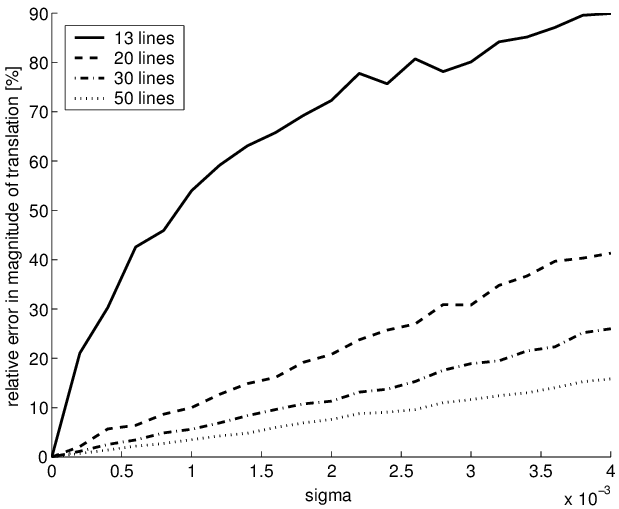 90
80
70
60
50
40
30
20
10
0
relative error in magnitude of translation [%]
13 lines
20 lines
30 lines
50 lines
0 0.5 1 1.5 2 2.5 3 3.5 4
sigma
x 10⁻³